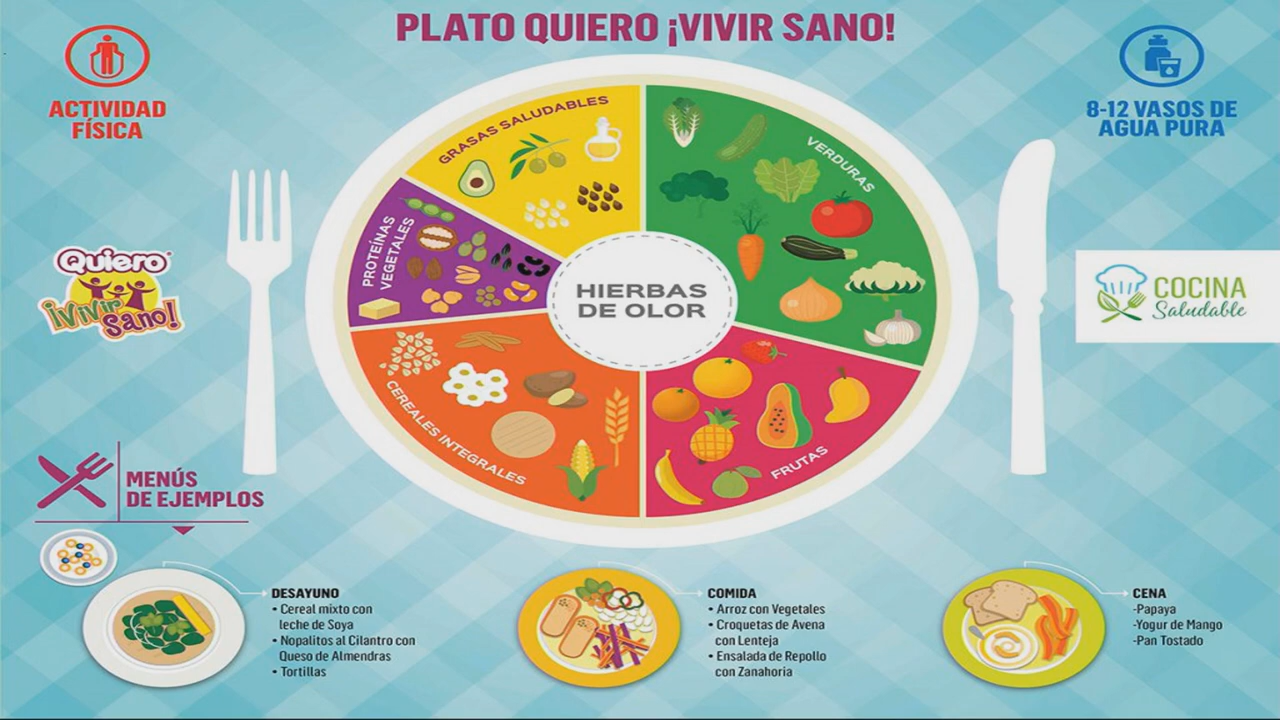 PLATO QUIERO ¡VIVIR SANO!
ACTIVIDAD
FÍSICA
8-12 VASOS DE
AGUA PURA
GRASAS SALUDABLES
VERDURAS
PROTEÍNAS
VEGETALES
HIERBAS
DE OLOR
CEREALES INTEGRALES
FRUTAS
Quiero
¡Vivir
Sano!
COCINA
Saludable
MENÚS
DE EJEMPLOS
DESAYUNO
• Cereal mixto con
leche de Soya
• Nopalitos al Cilantro con
Queso de Almendras
• Tortillas
COMIDA
• Arroz con Vegetales
• Croquetas de Avena
con Lenteja
• Ensalada de Repollo
con Zanahoria
CENA
-Papaya
-Yogur de Mango
-Pan Tostado